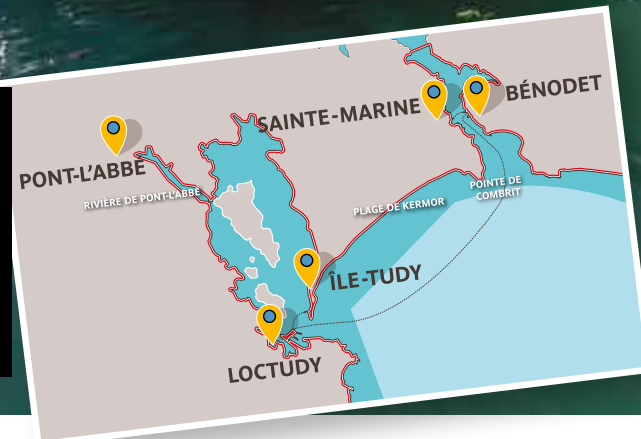 SAINTE-MARINE
BÉNODET
PONT-L'ABBÉ
RIVIÈRE DE PONT-L'ABBÉ
PLAGE DE KERMOR
POINTE DE
COMBRIT
ÎLE-TUDY
LOCTUDY